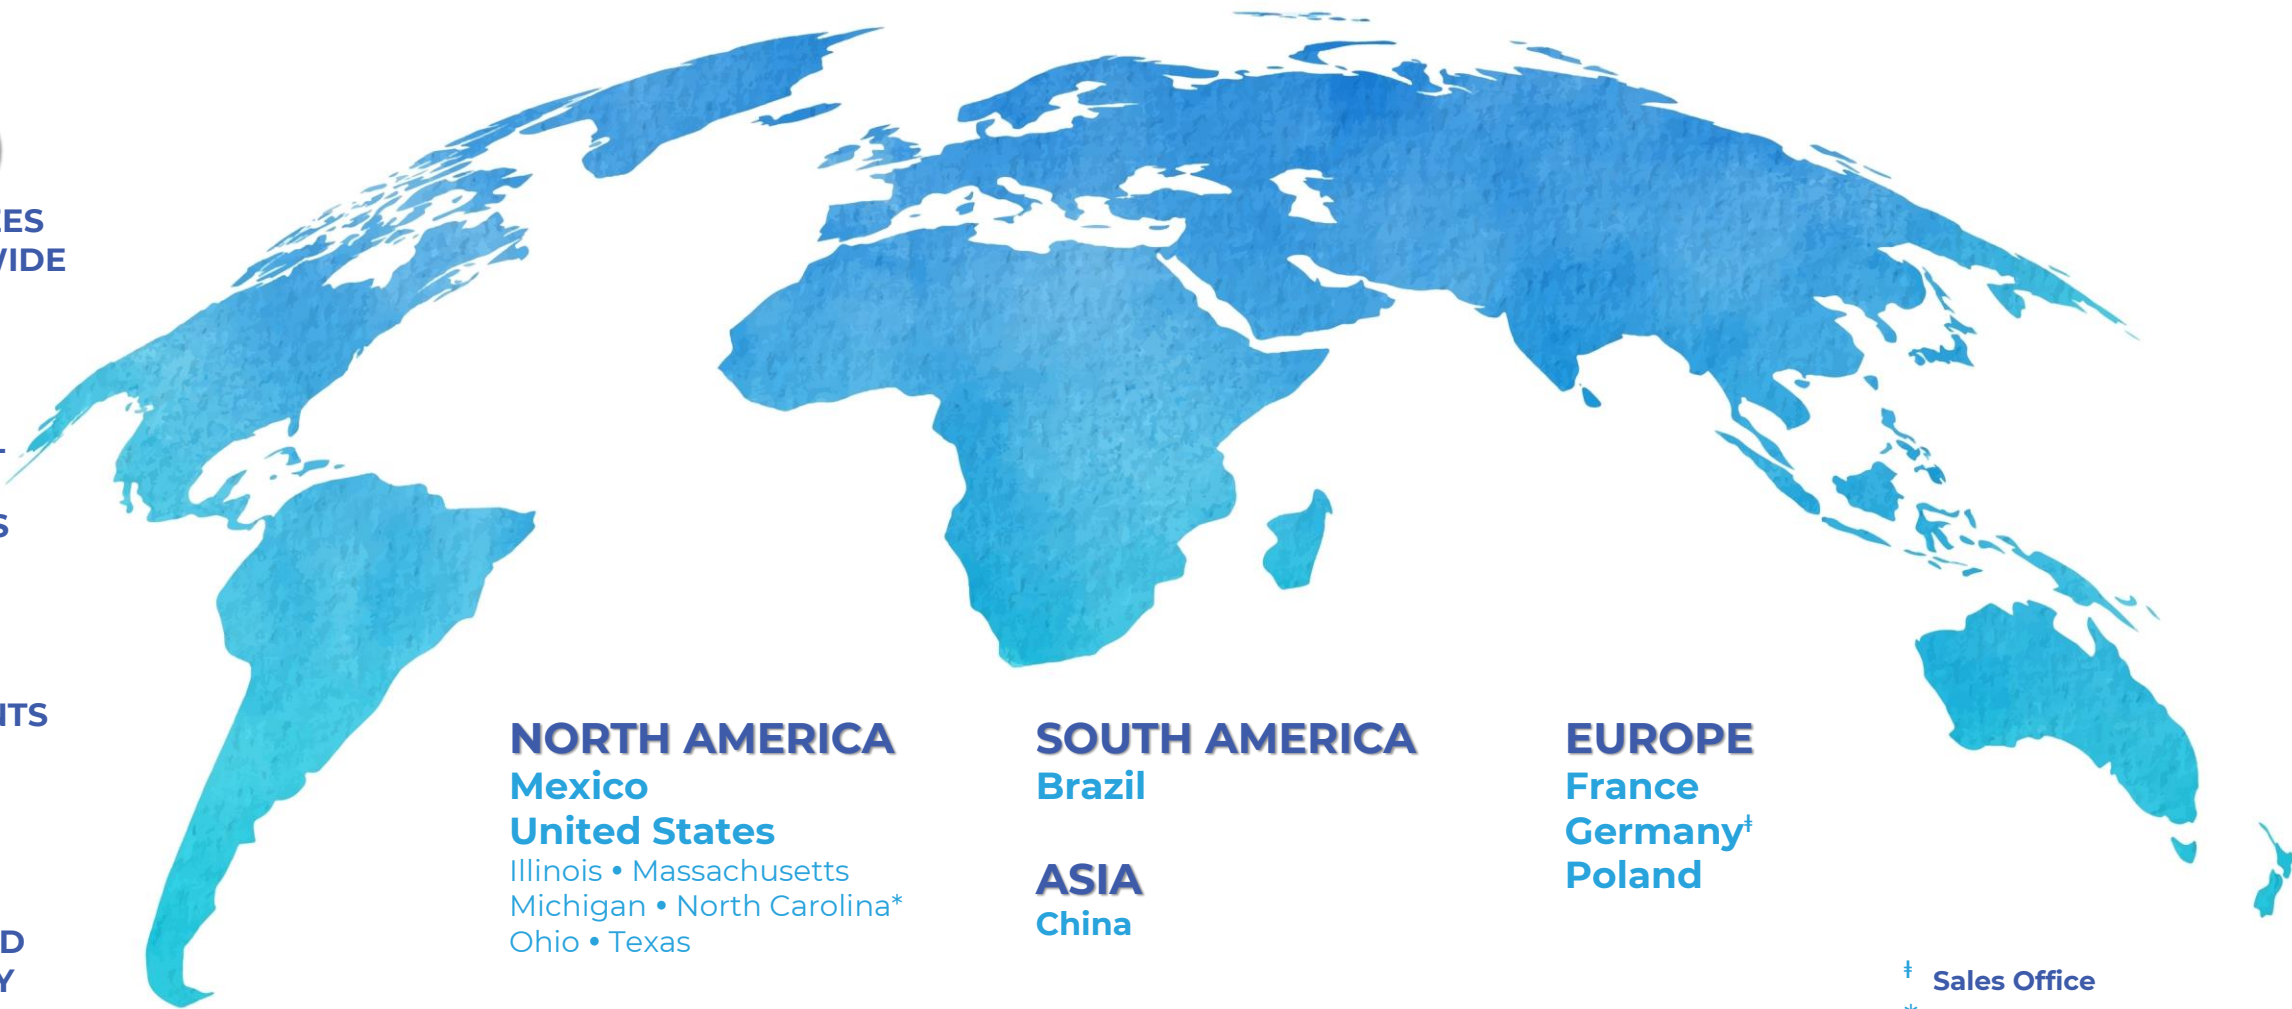 NORTH AMERICA
Mexico
United States
Illinois • Massachusetts
Michigan • North Carolina*
Ohio • Texas
SOUTH AMERICA
Brazil
ASIA
China
EUROPE
France
Germany‡
Poland
‡ Sales Office